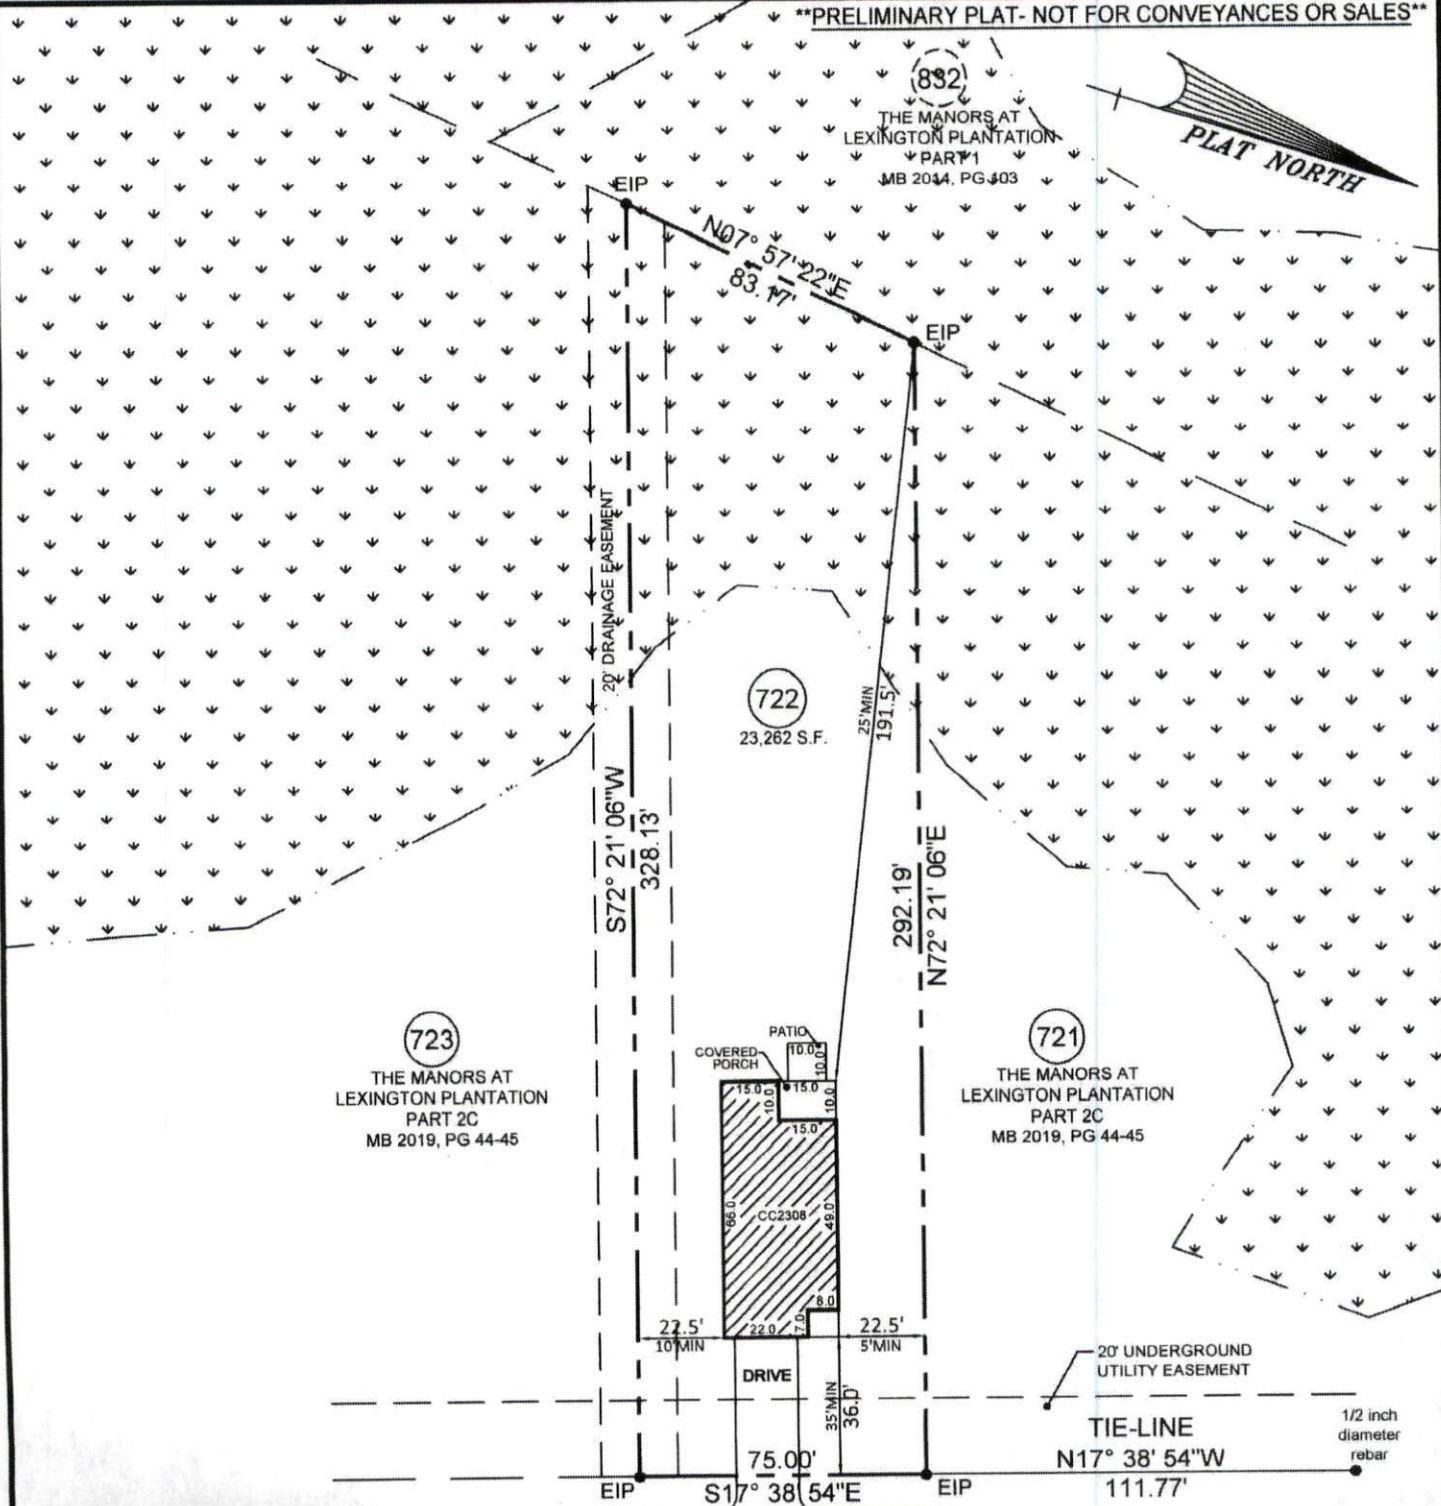 **PRELIMINARY PLAT- NOT FOR CONVEYANCES OR SALES**
832
THE MANORS AT
LEXINGTON PLANTATION
PART 1
MB 2014, PG 103
PLAT NORTH
EIP
N07° 57' 22"E
83.17'
EIP
20' DRAINAGE EASEMENT
722
23,262 S.F.
25'MIN
191.5'
S72° 21' 06"W
328.13'
292.19'
N72° 21' 06"E
723
THE MANORS AT
LEXINGTON PLANTATION
PART 2C
MB 2019, PG 44-45
721
THE MANORS AT
LEXINGTON PLANTATION
PART 2C
MB 2019, PG 44-45
PATIO
10.0
10.0
COVERED
PORCH
15.0
15.0
10.0
10.0
15.0
66.0
CC2308
49.0
8.0
7.0
22.0
22.5'
10'MIN
22.5'
5'MIN
DRIVE
35'MIN
36.0'
20' UNDERGROUND
UTILITY EASEMENT
TIE-LINE
N17° 38' 54"W
111.77'
1/2 inch
diameter
rebar
75.00'
S17° 38' 54"E
EIP
EIP